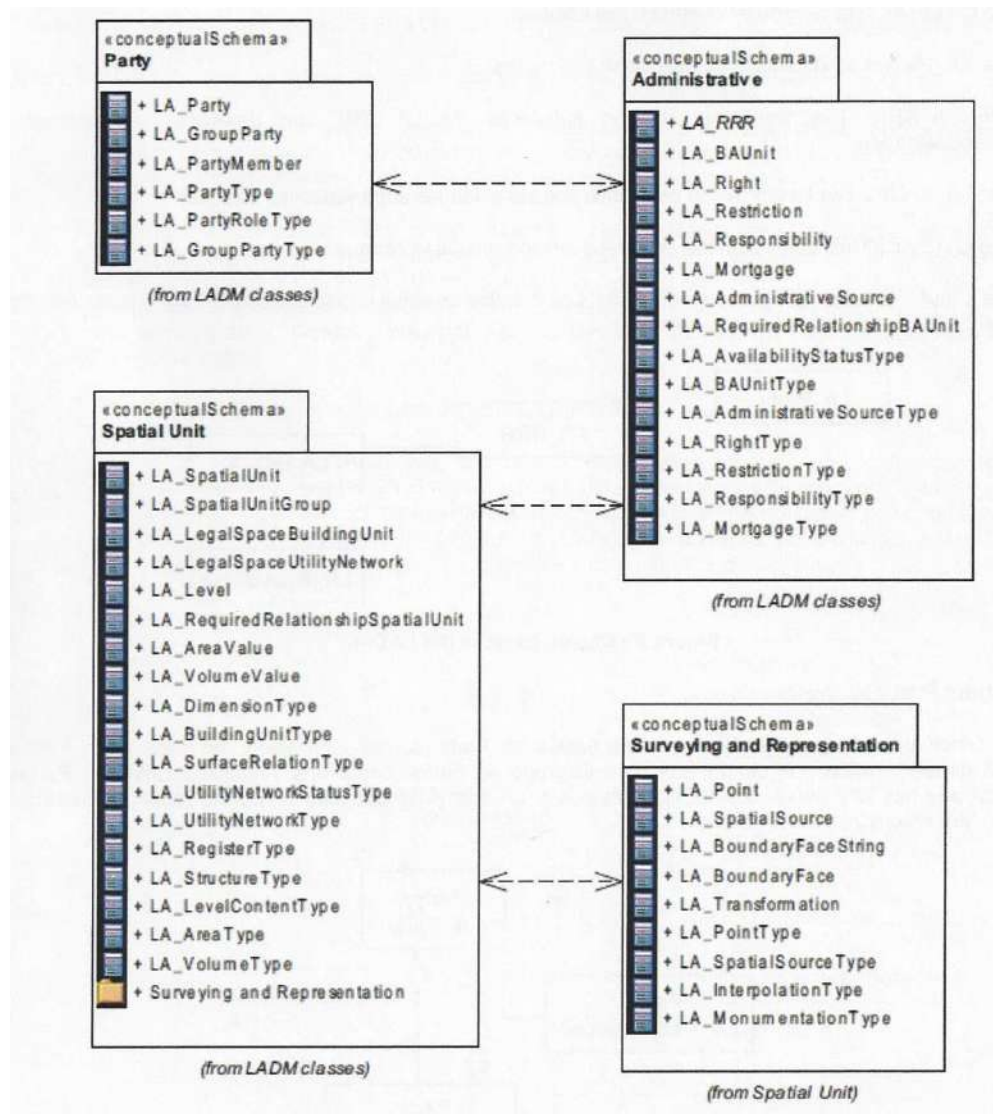 «conceptualSchema»
Party
+ LA_Party
+ LA_GroupParty
+ LA_PartyMember
+ LA_PartyType
+ LA_PartyRoleType
+ LA_GroupPartyType
(from LADM classes)
«conceptualSchema»
Administrative
+ LA_RRR
+ LA_BAUnit
+ LA_Right
+ LA_Restriction
+ LA_Responsibility
+ LA_Mortgage
+ LA_AdministrativeSource
+ LA_RequiredRelationshipBAUnit
+ LA_AvailabilityStatusType
+ LA_BAUnitType
+ LA_AdministrativeSourceType
+ LA_RightType
+ LA_RestrictionType
+ LA_ResponsibilityType
+ LA_MortgageType
(from LADM classes)
«conceptualSchema»
Spatial Unit
+ LA_SpatialUnit
+ LA_SpatialUnitGroup
+ LA_LegalSpaceBuildingUnit
+ LA_LegalSpaceUtilityNetwork
+ LA_Level
+ LA_RequiredRelationshipSpatialUnit
+ LA_AreaValue
+ LA_VolumeValue
+ LA_DimensionType
+ LA_BuildingUnitType
+ LA_SurfaceRelationType
+ LA_UtilityNetworkStatusType
+ LA_UtilityNetworkType
+ LA_RegisterType
+ LA_StructureType
+ LA_LevelContentType
+ LA_AreaType
+ LA_VolumeType
+ Surveying and Representation
(from LADM classes)
«conceptualSchema»
Surveying and Representation
+ LA_Point
+ LA_SpatialSource
+ LA_BoundaryFaceString
+ LA_BoundaryFace
+ LA_Transformation
+ LA_PointType
+ LA_SpatialSourceType
+ LA_InterpolationType
+ LA_MonumentationType
(from Spatial Unit)